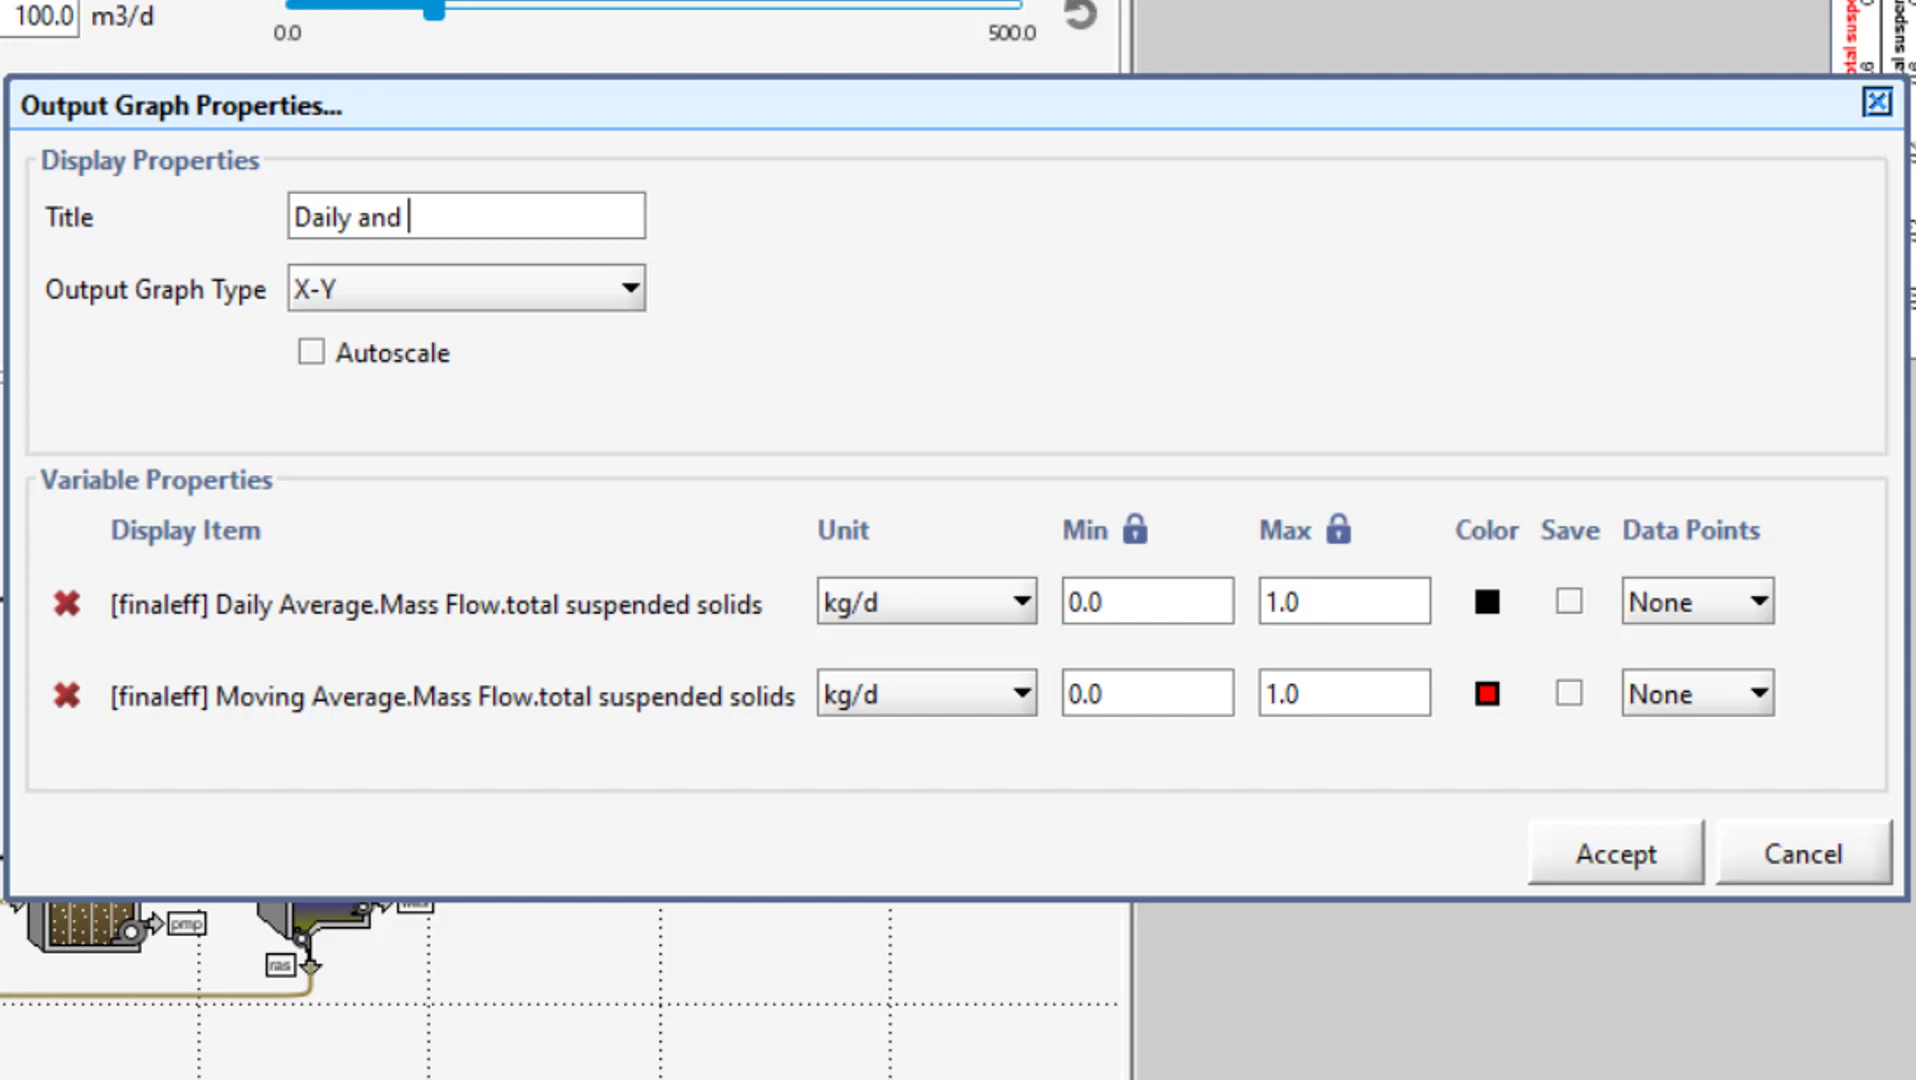 100.0 m3/d
0.0 500.0
Output Graph Properties...
Display Properties
Title Daily and
Output Graph Type X-Y
Autoscale
Variable Properties
Display Item Unit Min Max Color Save Data Points
[finaleff] Daily Average.Mass Flow.total suspended solids kg/d 0.0 1.0 None
[finaleff] Moving Average.Mass Flow.total suspended solids kg/d 0.0 1.0 None
Accept Cancel
pmp
ras